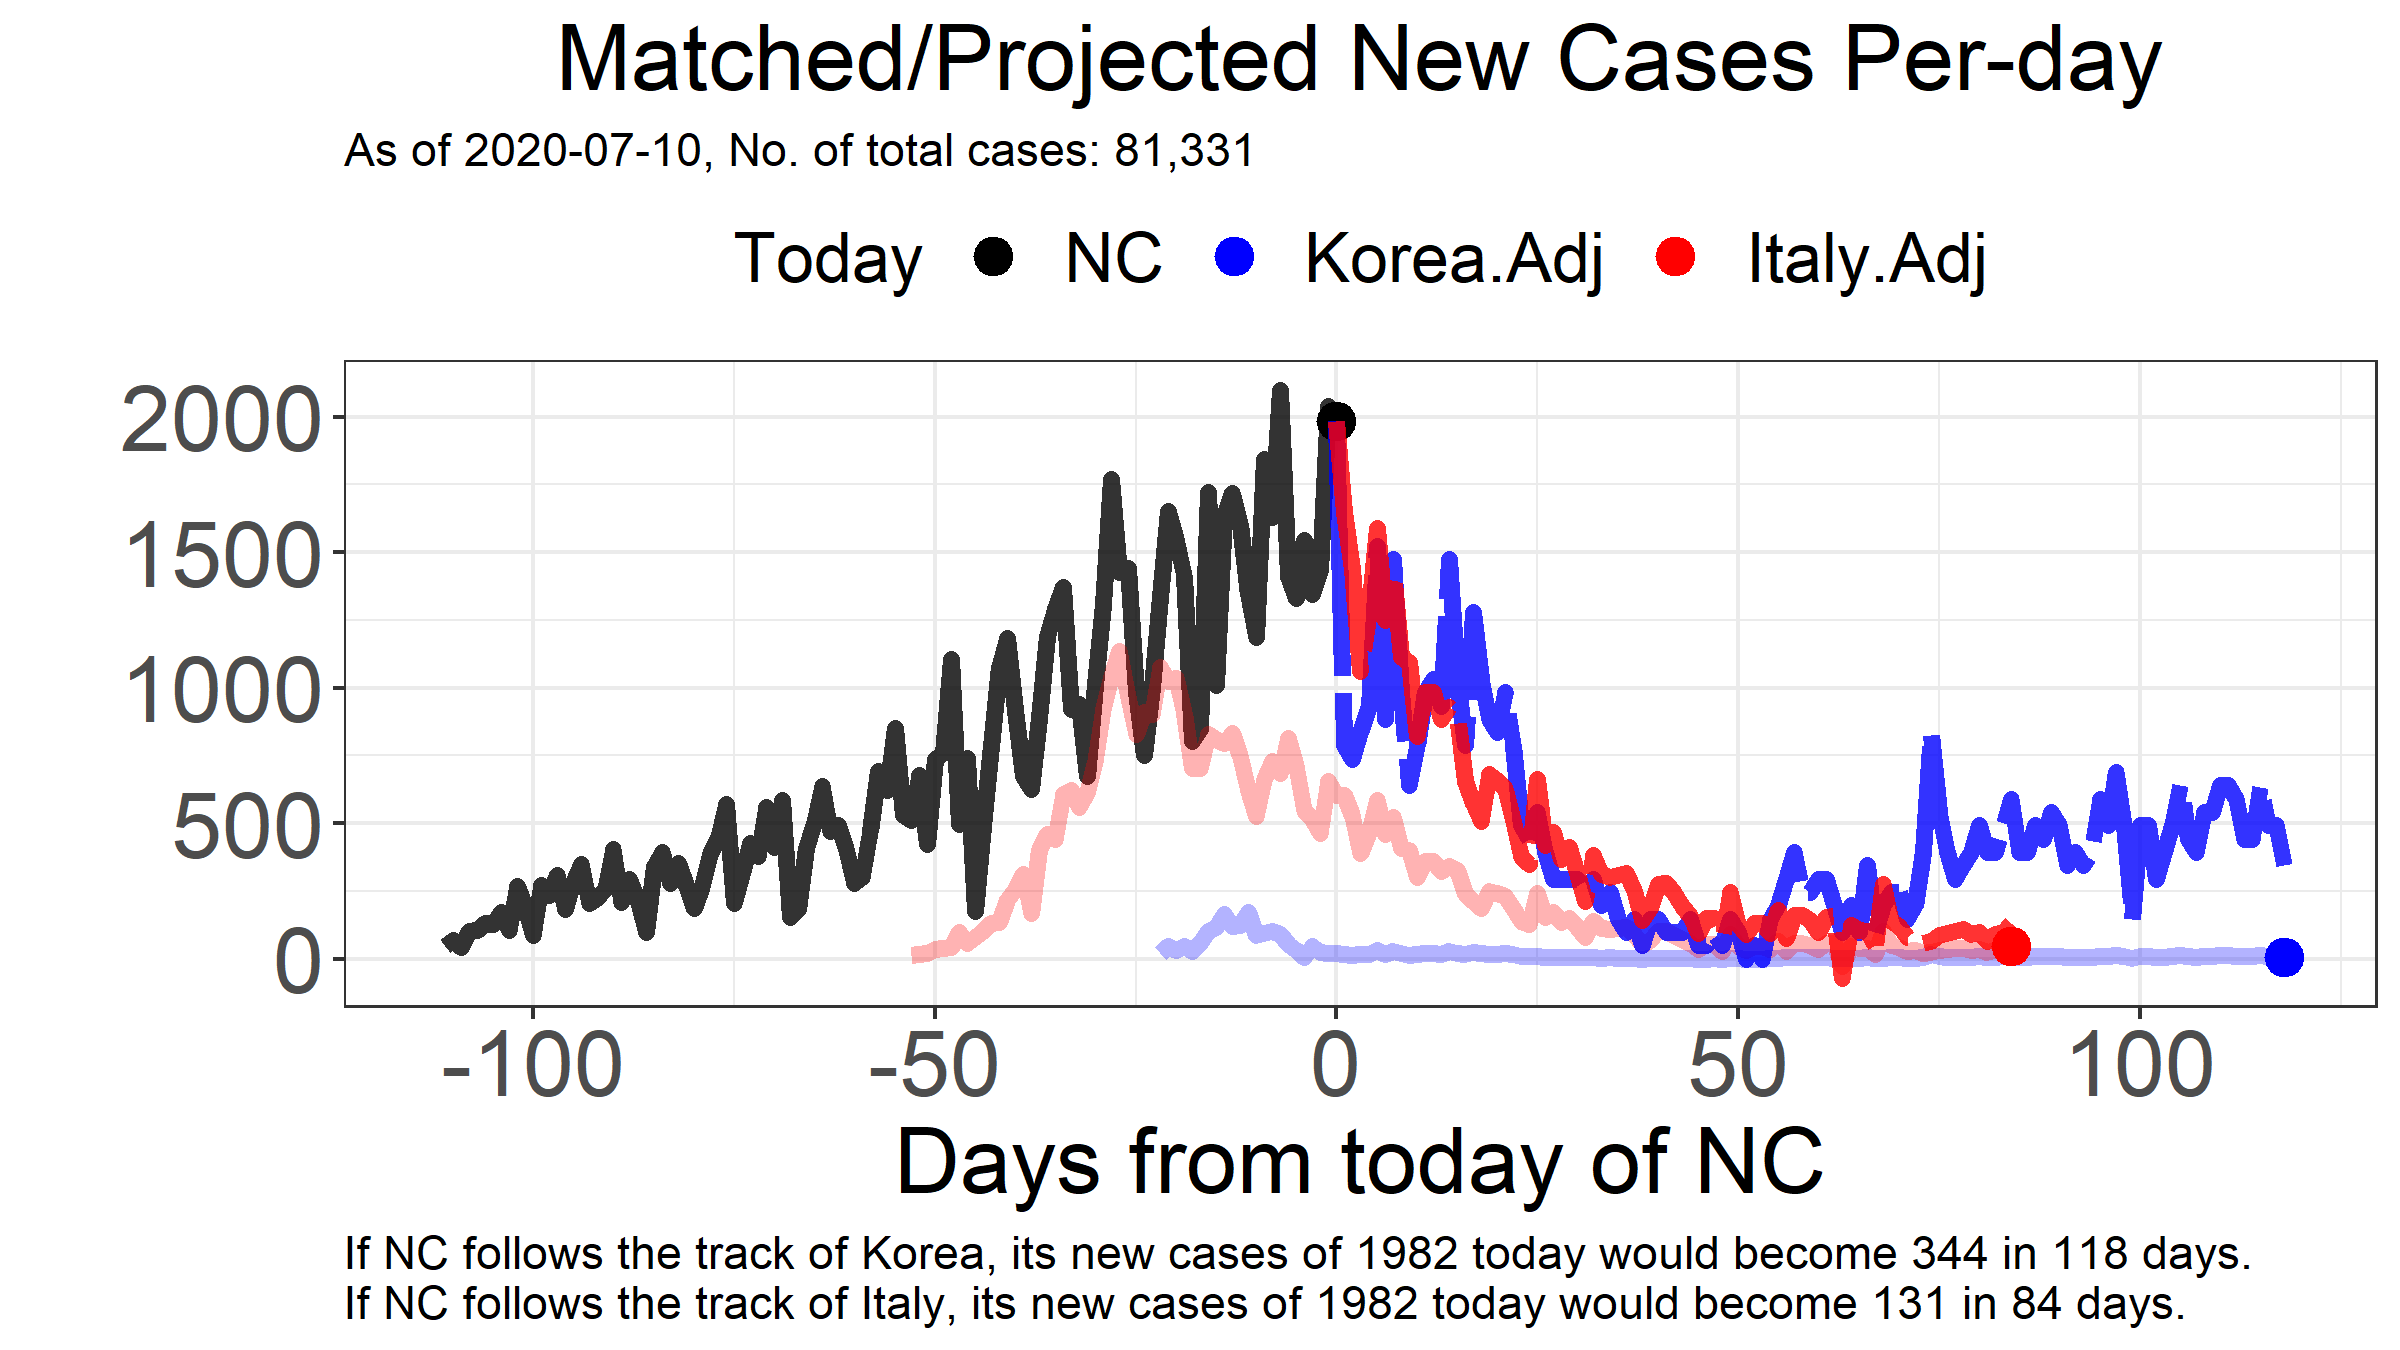 Matched/Projected New Cases Per-day
As of 2020-07-10, No. of total cases: 81,331
Today NC Korea.Adj Italy.Adj
2000
1500
1000
500
0
-100 -50 0 50 100
Days from today of NC
If NC follows the track of Korea, its new cases of 1982 today would become 344 in 118 days.
If NC follows the track of Italy, its new cases of 1982 today would become 131 in 84 days.